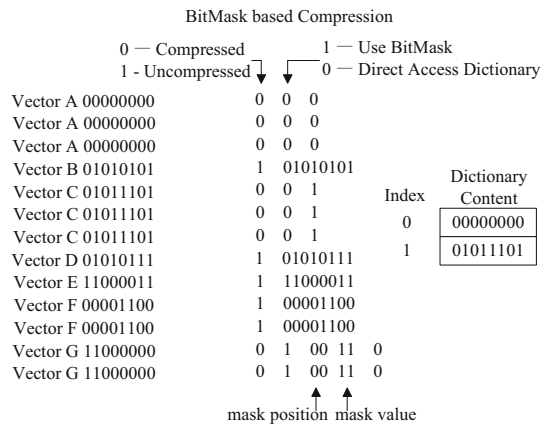 BitMask based Compression
0 — Compressed
1 - Uncompressed
1 — Use BitMask
0 — Direct Access Dictionary
Vector A 00000000 0 0 0
Vector A 00000000 0 0 0
Vector A 00000000 0 0 0
Vector B 01010101 1 01010101
Vector C 01011101 0 0 1
Vector C 01011101 0 0 1
Vector C 01011101 0 0 1
Vector D 01010111 1 01010111
Vector E 11000011 1 11000011
Vector F 00001100 1 00001100
Vector F 00001100 1 00001100
Vector G 11000000 0 1 00 11 0
Vector G 11000000 0 1 00 11 0
mask position mask value
Index Dictionary Content
0 00000000
1 01011101